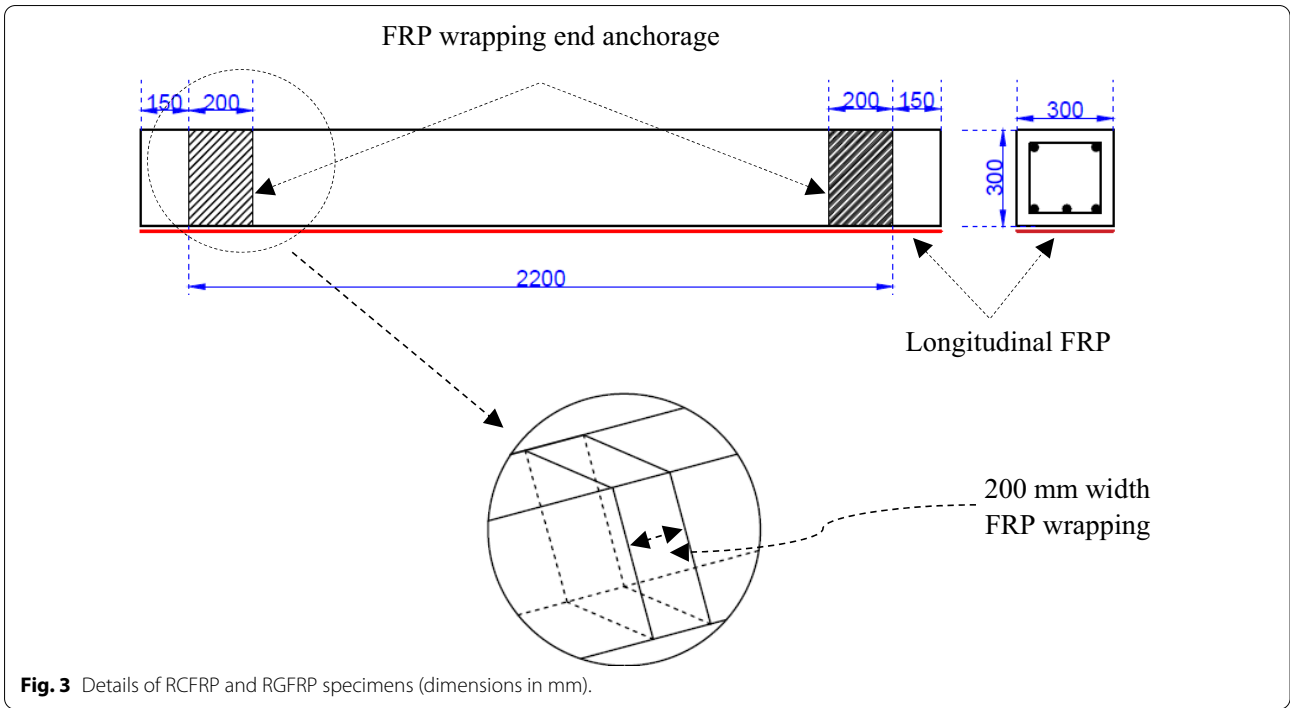 FRP wrapping end anchorage
150 200 200 150 300
300
2200
Longitudinal FRP
200 mm width
FRP wrapping
Fig. 3 Details of RCFRP and RGFRP specimens (dimensions in mm).